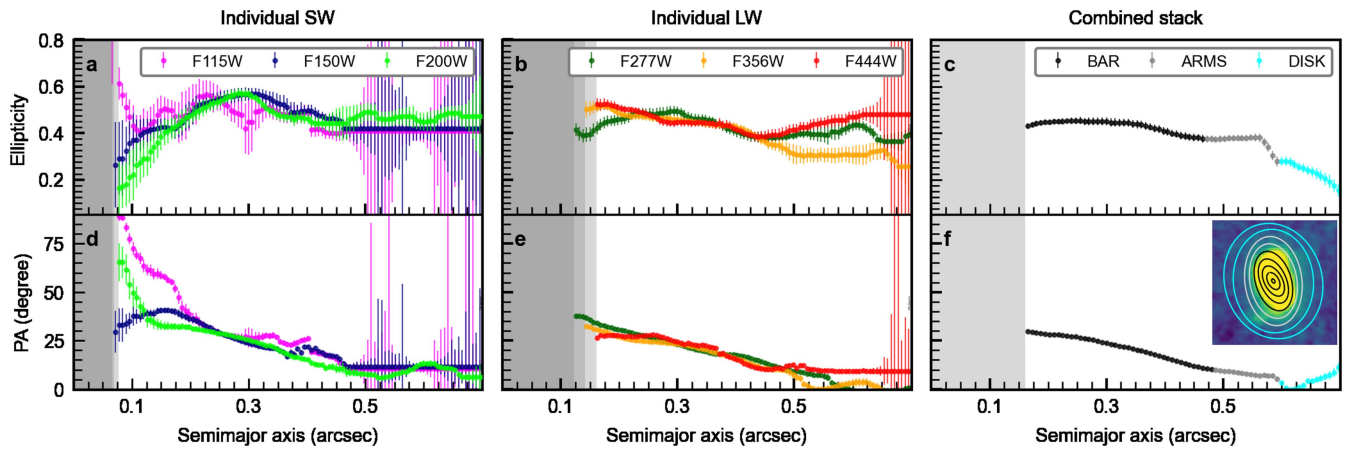 Individual SW
Individual LW
Combined stack
Ellipticity
0.8
0.6
0.4
0.2
a
F115W F150W F200W
b
F277W F356W F444W
c
BAR ARMS DISK
PA (degree)
75
50
25
0
d
e
f
0.1 0.3 0.5
0.1 0.3 0.5
0.1 0.3 0.5
Semimajor axis (arcsec)
Semimajor axis (arcsec)
Semimajor axis (arcsec)